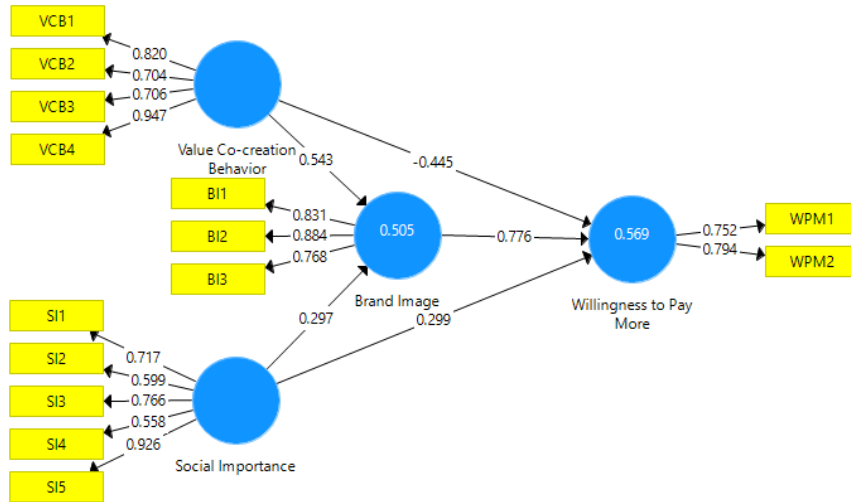 VCB1
0.820
VCB2
0.704
VCB3
0.706
VCB4
0.947
Value Co-creation
Behavior
0.543
-0.445
BI1
0.831
BI2
0.884
BI3
0.768
0.505
Brand Image
0.776
0.569
Willingness to Pay
More
0.752
WPM1
0.794
WPM2
0.297
0.299
SI1
0.717
SI2
0.599
SI3
0.766
SI4
0.558
SI5
0.926
Social Importance